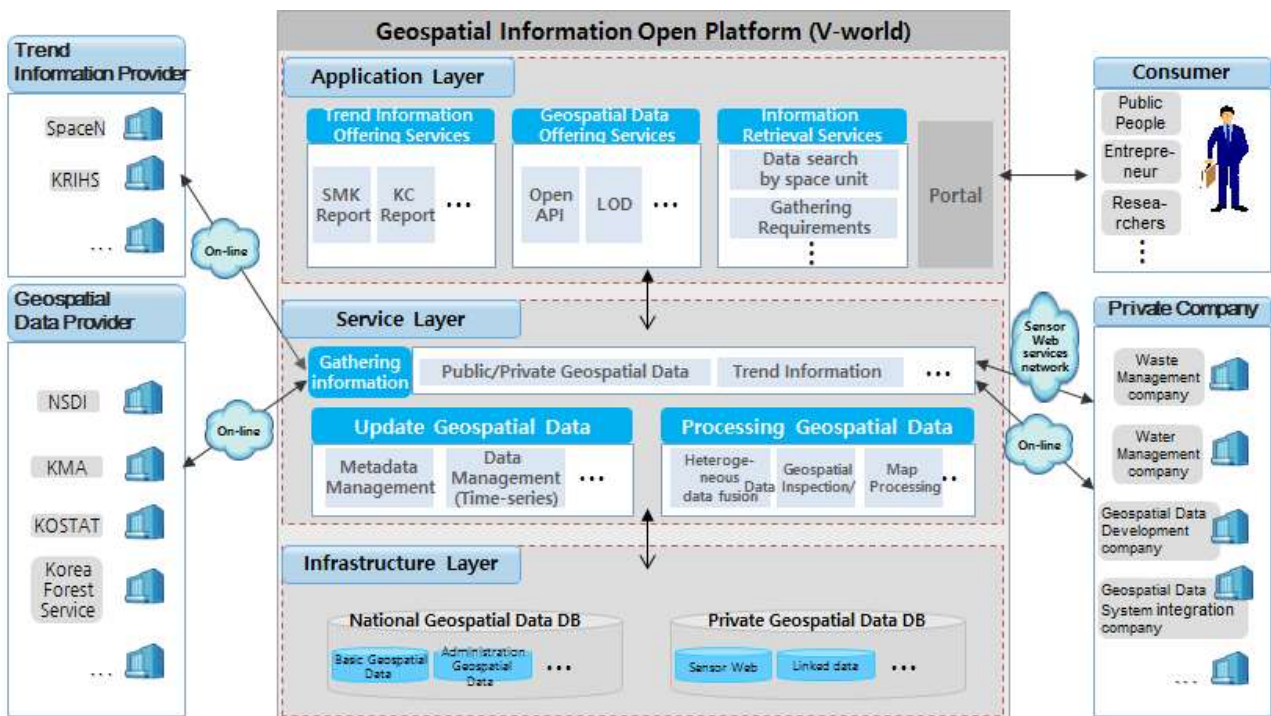 Geospatial Information Open Platform (V-world)
Trend
Information Provider
SpaceN
KRIHS
...
On-line
Geospatial
Data Provider
NSDI
KMA
KOSTAT
Korea
Forest
Service
...
On-line
Application Layer
Trend Information
Offering Services
SMK
Report
KC
Report
...
Geospatial Data
Offering Services
Open
API
LOD
...
Information
Retrieval Services
Data search
by space unit
Gathering
Requirements
⋮
Portal
Service Layer
Gathering
information
Public/Private Geospatial Data
Trend Information
...
Update Geospatial Data
Metadata
Management
Data
Management
(Time-series)
...
Processing Geospatial Data
Heteroge-
neous
data fusion
Geospatial
Data
Inspection/
Map
Processing
..
Infrastructure Layer
National Geospatial Data DB
Basic Geospatial
Data
Administration
Geospatial
Data
...
Private Geospatial Data DB
Sensor Web
Linked data
...
Consumer
Public
People
Entrepre-
neur
Resea-
rchers
⋮
Sensor
Web
services
network
On-line
Private Company
Waste
Management
company
Water
Management
company
Geospatial Data
Development
company
Geospatial Data
System integration
company
...